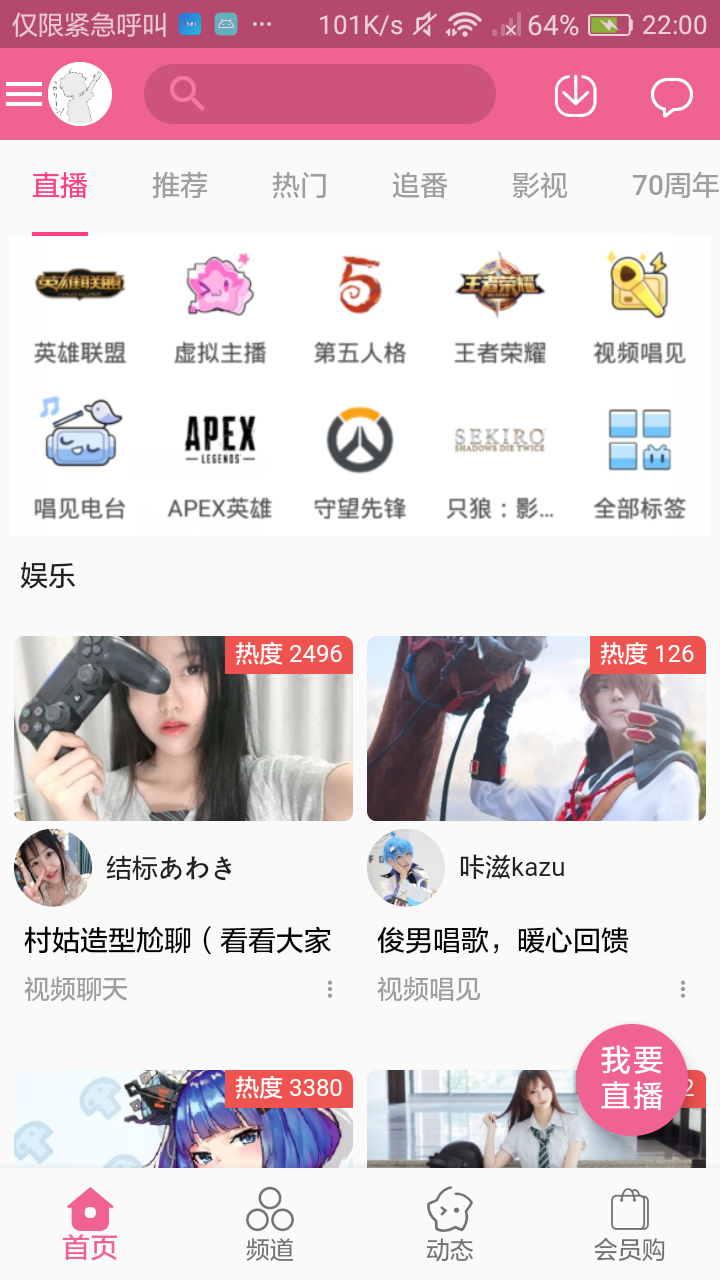 仅限紧急呼叫 ··· 101K/s 64% 22:00
直播 推荐 热门 追番 影视 70周年
英雄联盟 5 王者荣耀
英雄联盟 虚拟主播 第五人格 王者荣耀 视频唱见
APEX SEKIRO
LEGENDS SHADOWS DIE TWICE
唱见电台 APEX英雄 守望先锋 只狼：影... 全部标签
娱乐
热度 2496 热度 126
结标あわき 咔滋kazu
村姑造型尬聊（看看大家 俊男唱歌，暖心回馈
视频聊天 视频唱见
我要
直播
热度 3380 2
首页 频道 动态 会员购